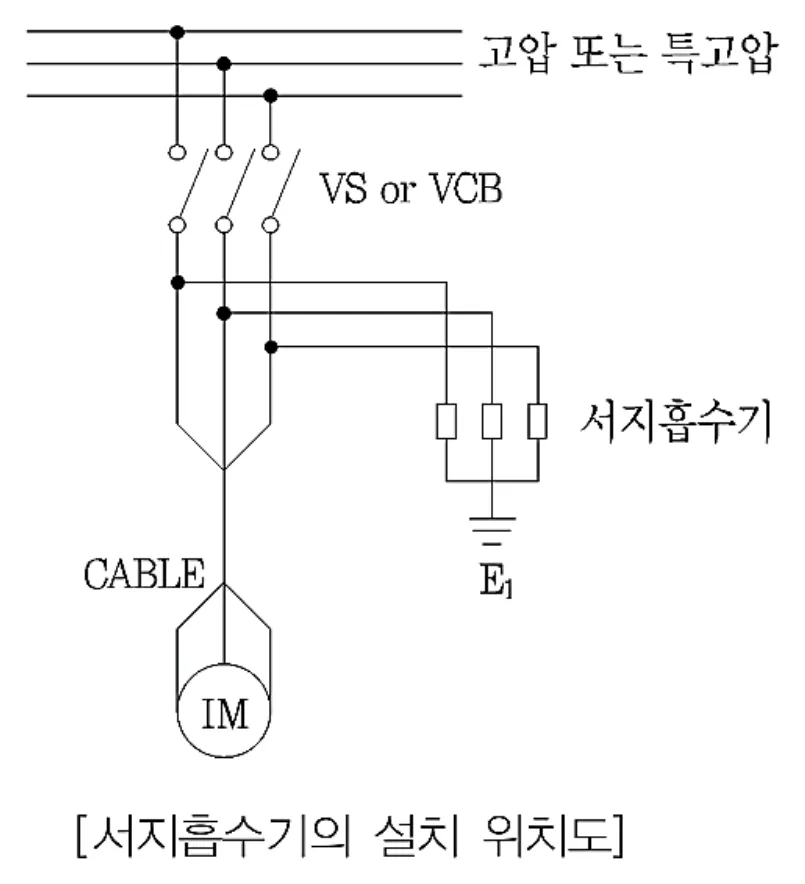 고압 또는 특고압
VS or VCB
서지흡수기
CABLE
E₁
IM
[서지흡수기의 설치 위치도]